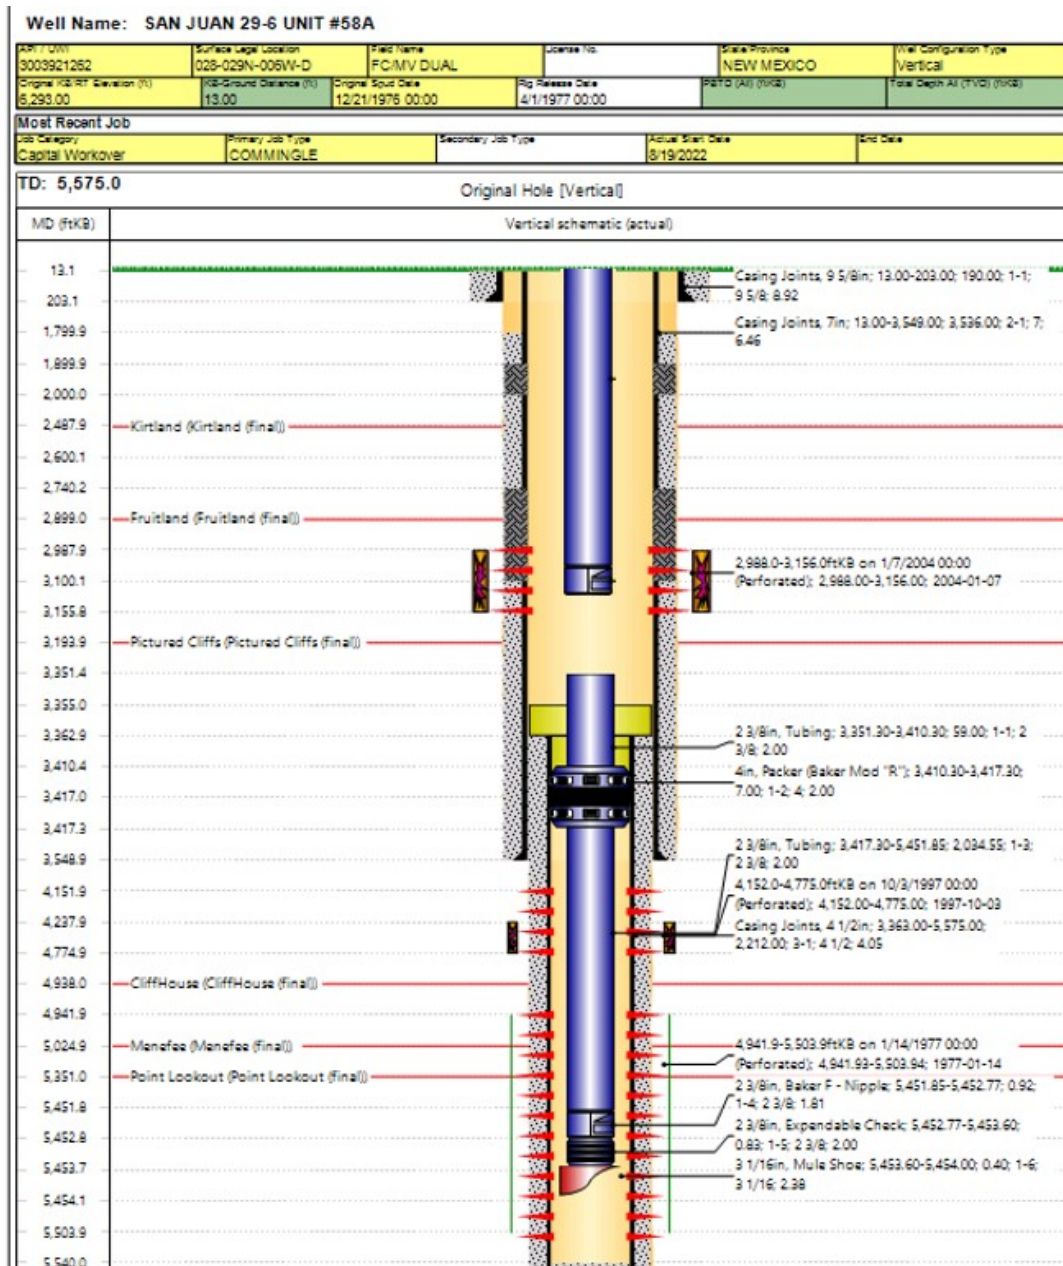 Well Name: SAN JUAN 29-6 UNIT #58A
API / UWI Surface Legal Location Field Name License No. State/Province Well Configuration Type
3003921262 028-029N-006W-D FC/MV DUAL NEW MEXICO Vertical
Original KB/RT Elevation (ft) KB-Ground Distance (ft) Original Spud Date Rig Release Date PBTD (All) (ftKB) Total Depth All (TVD) (ftKB)
6,293.00 13.00 12/21/1976 00:00 4/1/1977 00:00
Most Recent Job
Job Category Primary Job Type Secondary Job Type Actual Start Date End Date
Capital Workover COMMINGLE 8/19/2022
TD: 5,575.0
Original Hole [Vertical]
MD (ftKB) Vertical schematic (actual)
13.1
Casing Joints, 9 5/8in; 13.00-203.00; 190.00; 1-1;
9 5/8; 8.92
203.1
Casing Joints, 7in; 13.00-3,549.00; 3,536.00; 2-1; 7;
6.46
1,799.9
1,899.9
2,000.0
2,487.9 Kirtland (Kirtland (final))
2,600.1
2,740.2
2,899.0 Fruitland (Fruitland (final))
2,987.9
2,988.0-3,156.0ftKB on 1/7/2004 00:00
(Perforated); 2,988.00-3,156.00; 2004-01-07
3,100.1
3,155.8
3,193.9 Pictured Cliffs (Pictured Cliffs (final))
3,351.4
3,355.0
3,362.9
2 3/8in, Tubing; 3,351.30-3,410.30; 59.00; 1-1; 2
3/8; 2.00
3,410.4
4in, Packer (Baker Mod "R"); 3,410.30-3,417.30;
7.00; 1-2; 4; 2.00
3,417.0
3,417.3
2 3/8in, Tubing; 3,417.30-5,451.85; 2,034.55; 1-3;
2 3/8; 2.00
3,548.9
4,152.0-4,775.0ftKB on 10/3/1997 00:00
(Perforated); 4,152.00-4,775.00; 1997-10-03
4,151.9
4,237.9
Casing Joints, 4 1/2in; 3,363.00-5,575.00;
2,212.00; 3-1; 4 1/2; 4.05
4,774.9
4,938.0 CliffHouse (CliffHouse (final))
4,941.9
5,024.9 Menefee (Menefee (final))
4,941.9-5,503.9ftKB on 1/14/1977 00:00
(Perforated); 4,941.93-5,503.94; 1977-01-14
5,351.0 Point Lookout (Point Lookout (final))
2 3/8in, Baker F - Nipple; 5,451.85-5,452.77; 0.92;
1-4; 2 3/8; 1.81
5,451.8
2 3/8in, Expendable Check; 5,452.77-5,453.60;
0.83; 1-5; 2 3/8; 2.00
5,452.8
5,453.7
3 1/16in, Mule Shoe; 5,453.60-5,454.00; 0.40; 1-6;
3 1/16; 2.38
5,454.1
5,503.9
5,540.0